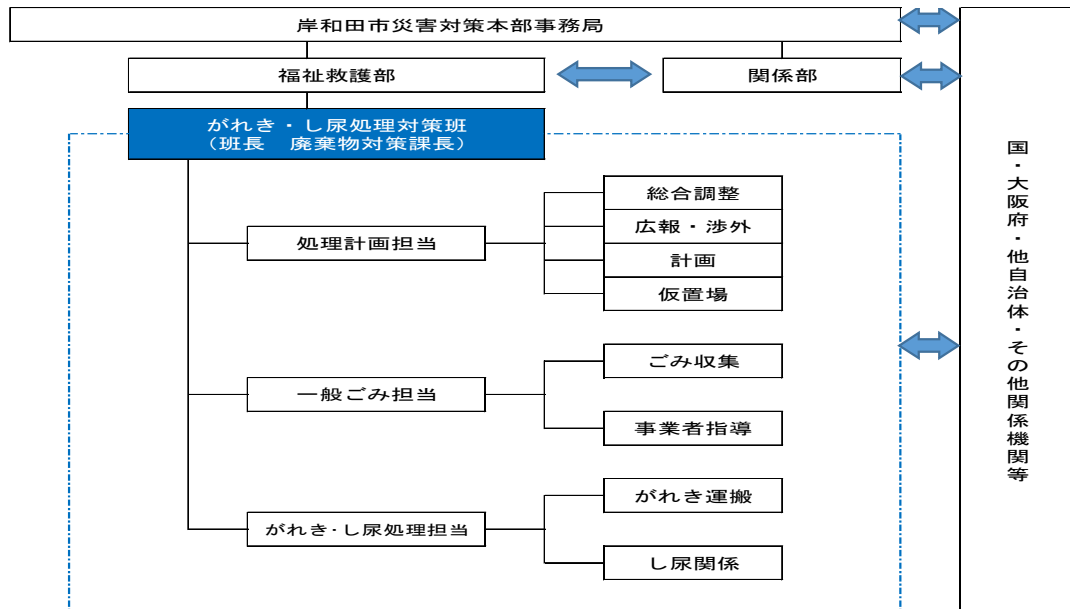 岸和田市災害対策本部事務局
福祉救護部
関係部
がれき・し尿処理対策班
(班長　廃棄物対策課長)
処理計画担当
総合調整
広報・渉外
計画
仮置場
一般ごみ担当
ごみ収集
事業者指導
がれき・し尿処理担当
がれき運搬
し尿関係
国・大阪府・他自治体・その他関係機関等